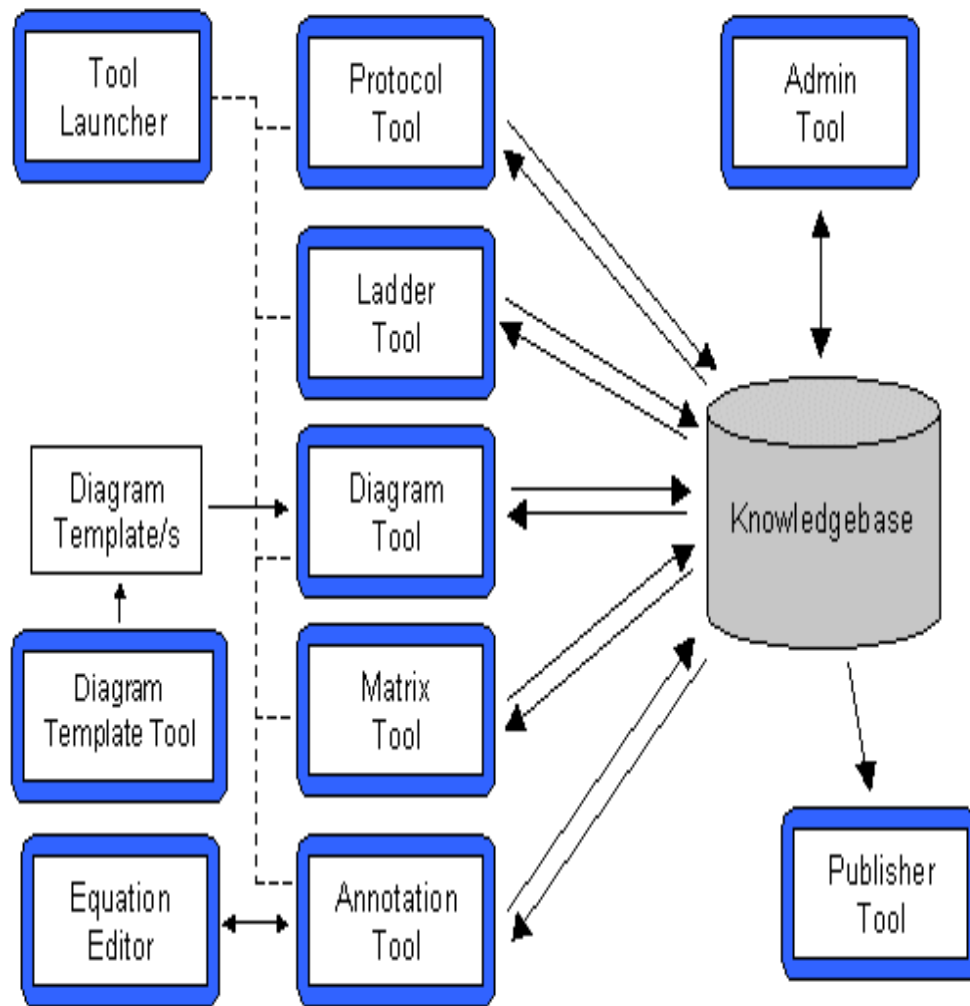 Tool
Launcher
Protocol
Tool
Admin
Tool
Ladder
Tool
Diagram
Template/s
Diagram
Tool
Knowledgebase
Diagram
Template Tool
Matrix
Tool
Equation
Editor
Annotation
Tool
Publisher
Tool